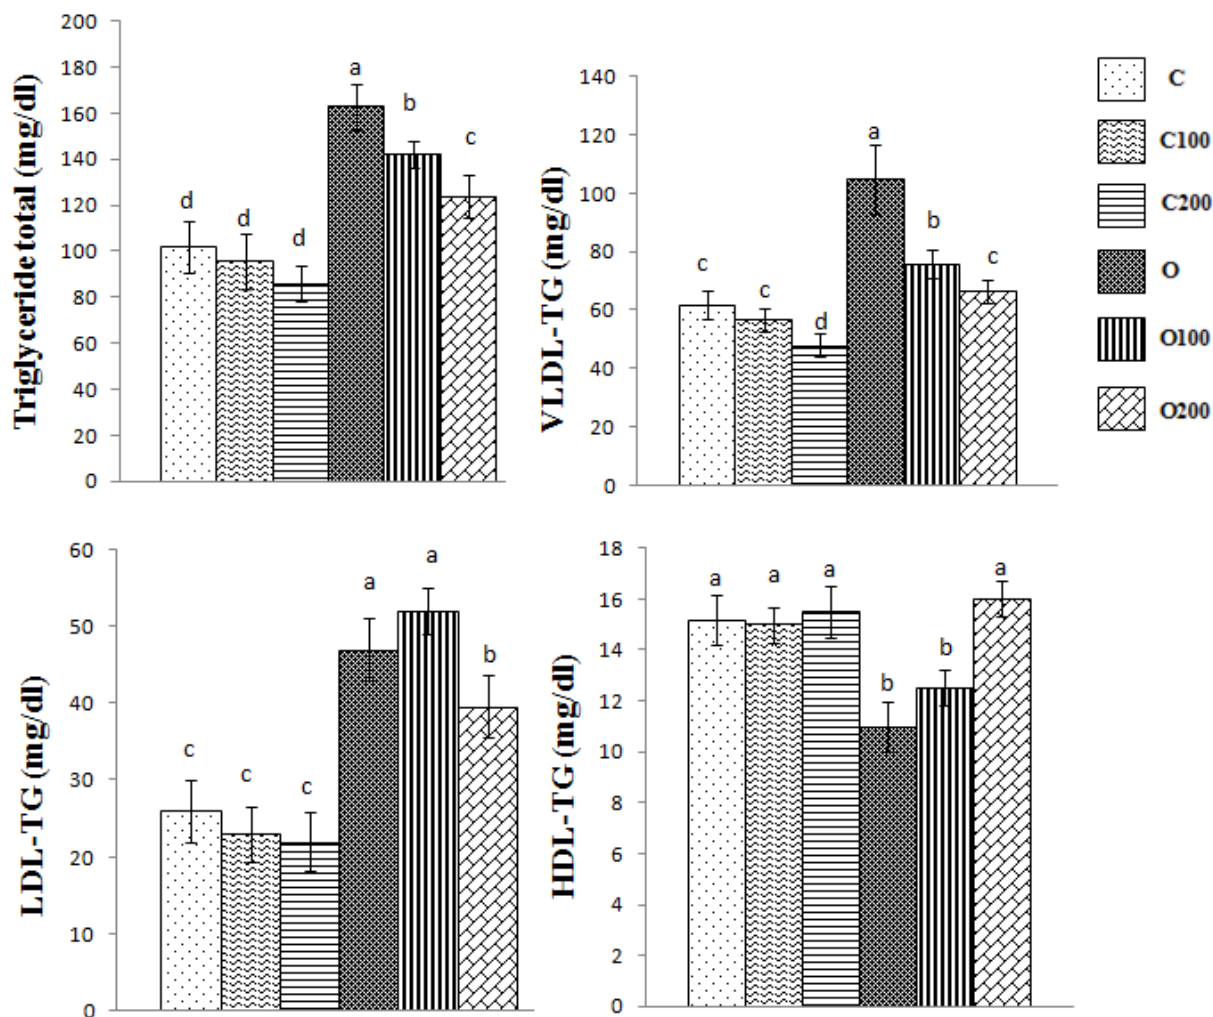 Triglyceride total (mg/dl)
200
180
160
140
120
100
80
60
40
20
0
d
d
d
a
b
c
VLDL-TG (mg/dl)
140
120
100
80
60
40
20
0
c
c
d
a
b
c
C
C100
C200
O
O100
O200
LDL-TG (mg/dl)
60
50
40
30
20
10
0
c
c
c
a
a
b
HDL-TG (mg/dl)
18
16
14
12
10
8
6
4
2
0
a
a
a
b
b
a